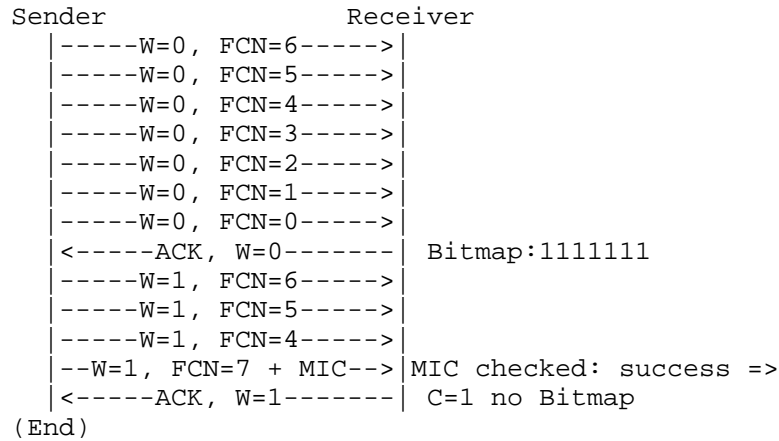 Sender                     Receiver
   |-----W=0, FCN=6----->|
   |-----W=0, FCN=5----->|
   |-----W=0, FCN=4----->|
   |-----W=0, FCN=3----->|
   |-----W=0, FCN=2----->|
   |-----W=0, FCN=1----->|
   |-----W=0, FCN=0----->|
   |<-----ACK, W=0-------| Bitmap:1111111
   |-----W=1, FCN=6----->|
   |-----W=1, FCN=5----->|
   |-----W=1, FCN=4----->|
   |--W=1, FCN=7 + MIC-->|MIC checked: success =>
   |<-----ACK, W=1-------| C=1 no Bitmap
(End)